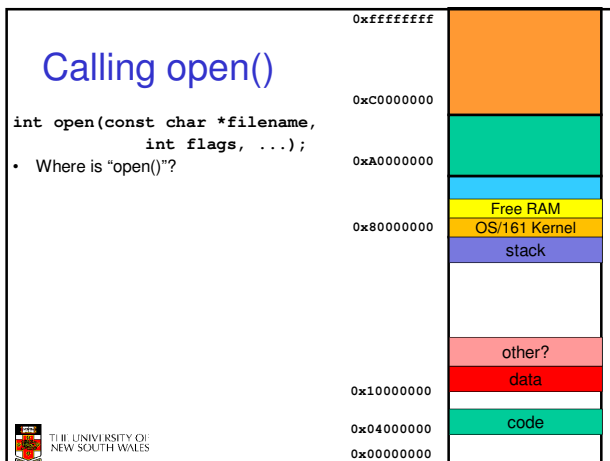 Calling open()
int open(const char *filename,
int flags, ...);
• Where is “open()”?
0xffffffff
0xC0000000
0xA0000000
0x80000000
0x10000000
0x04000000
0x00000000
Free RAM
OS/161 Kernel
stack
other?
data
code
THE UNIVERSITY OF
NEW SOUTH WALES